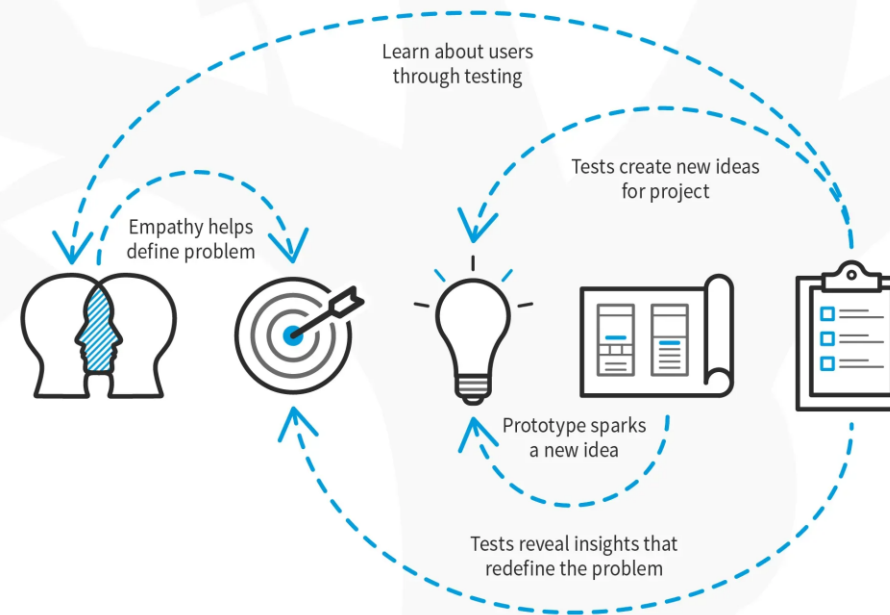 Learn about users
through testing
Tests create new ideas
for project
Empathy helps
define problem
Prototype sparks
a new idea
Tests reveal insights that
redefine the problem